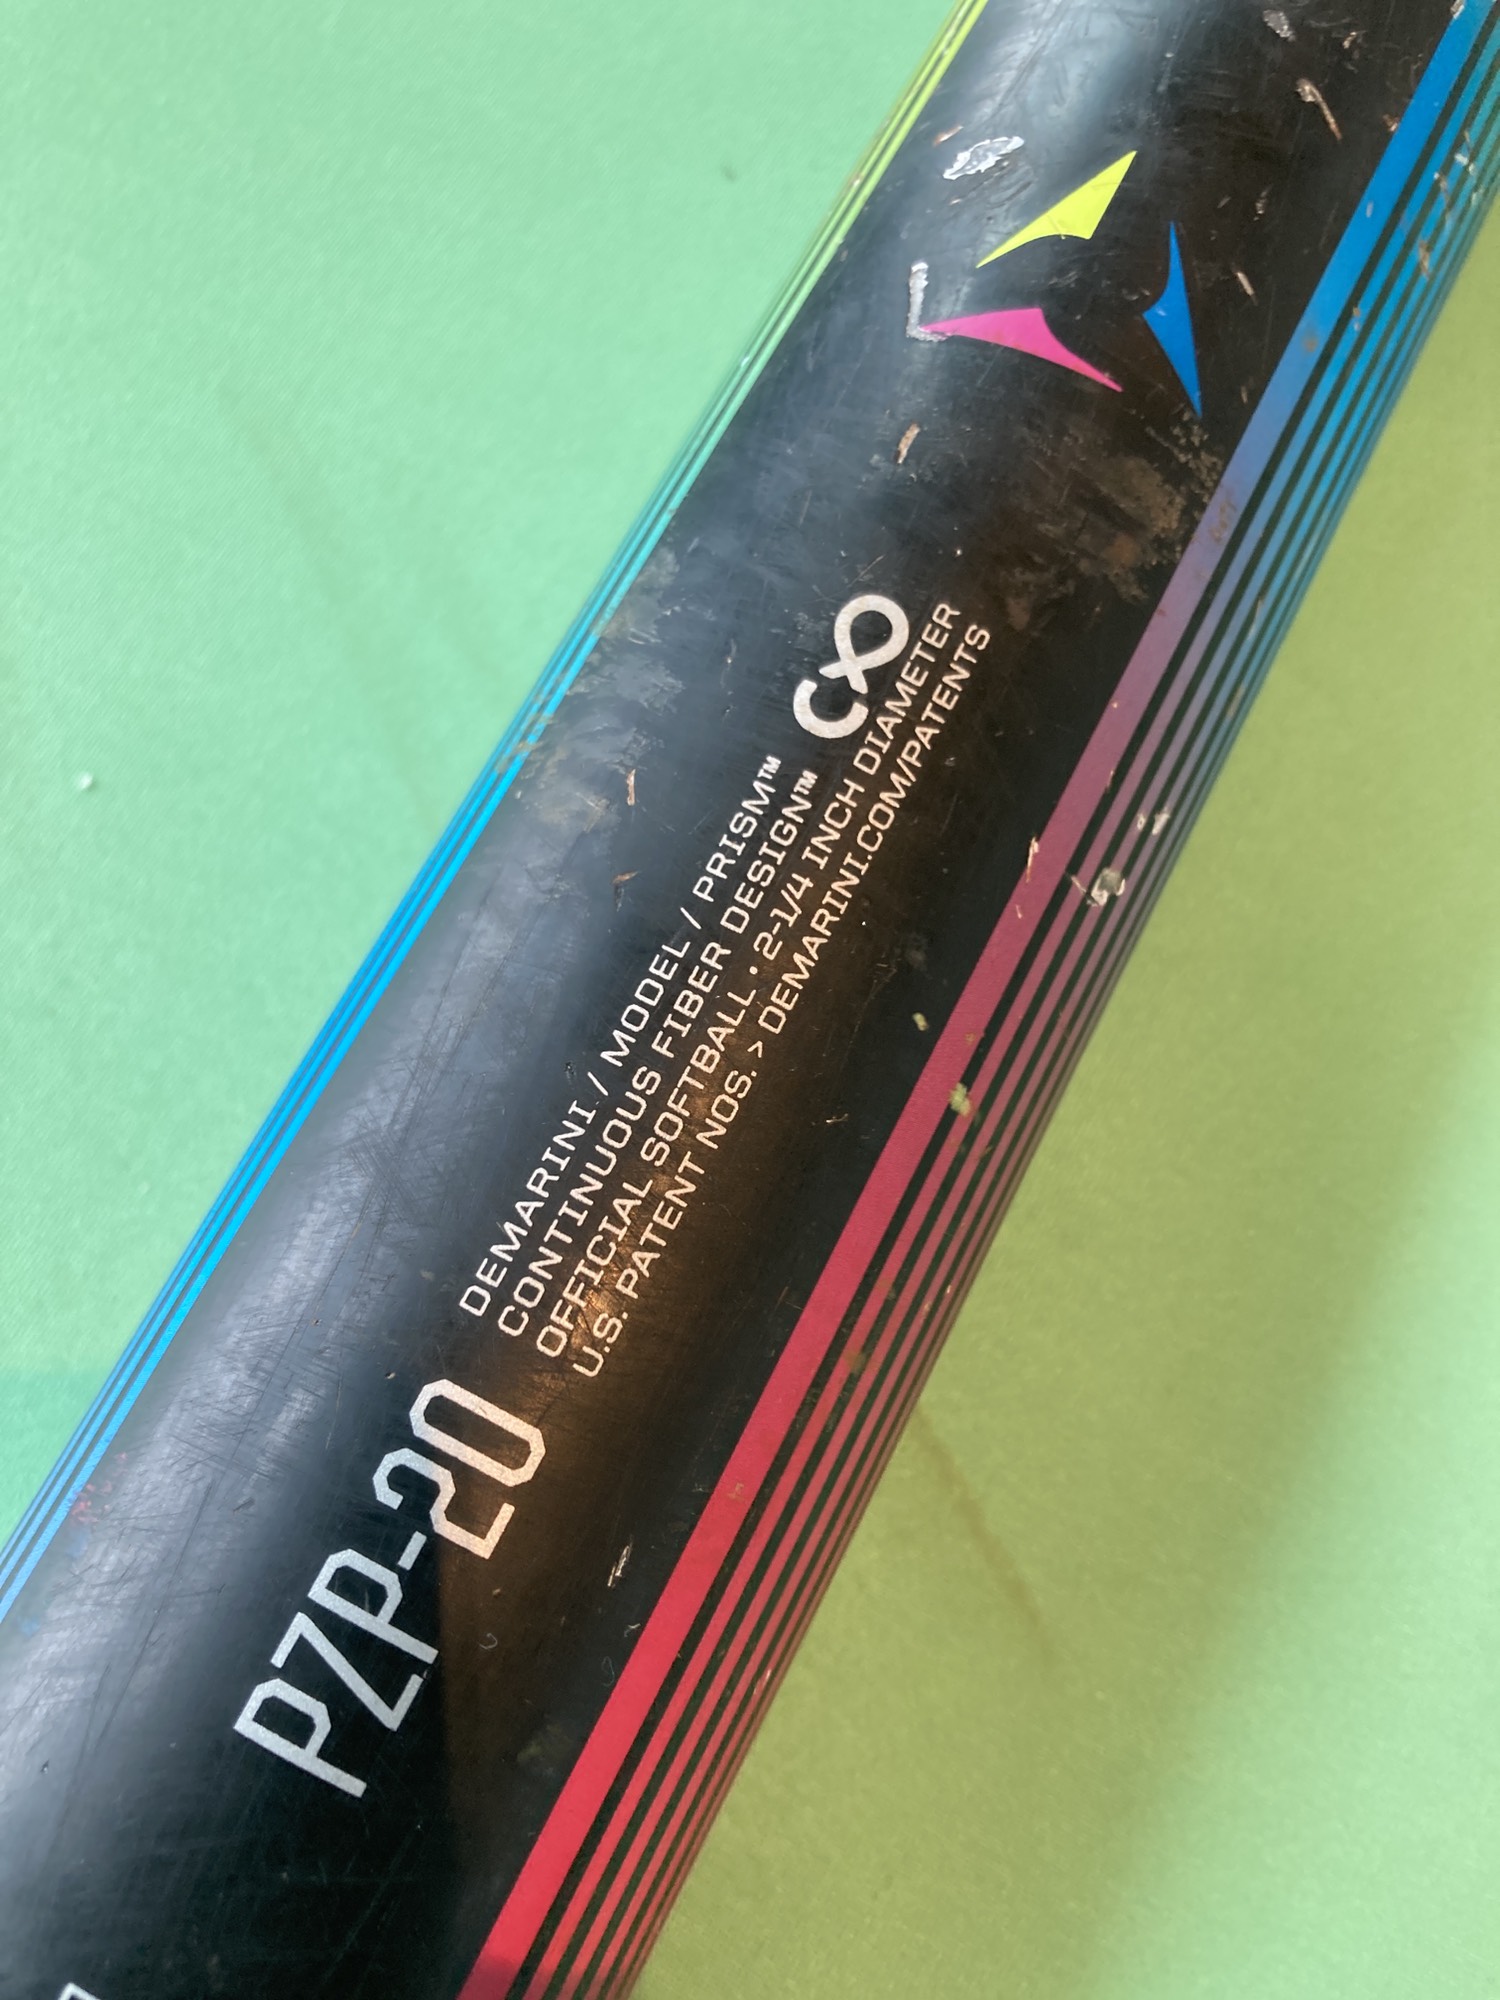 DEMARINI / MODEL / PRISM™
CONTINUOUS FIBER DESIGN™
OFFICIAL SOFTBALL • 2-1/4 INCH DIAMETER
U.S. PATENT NOS. > DEMARINI.COM/PATENTS
PZP-20